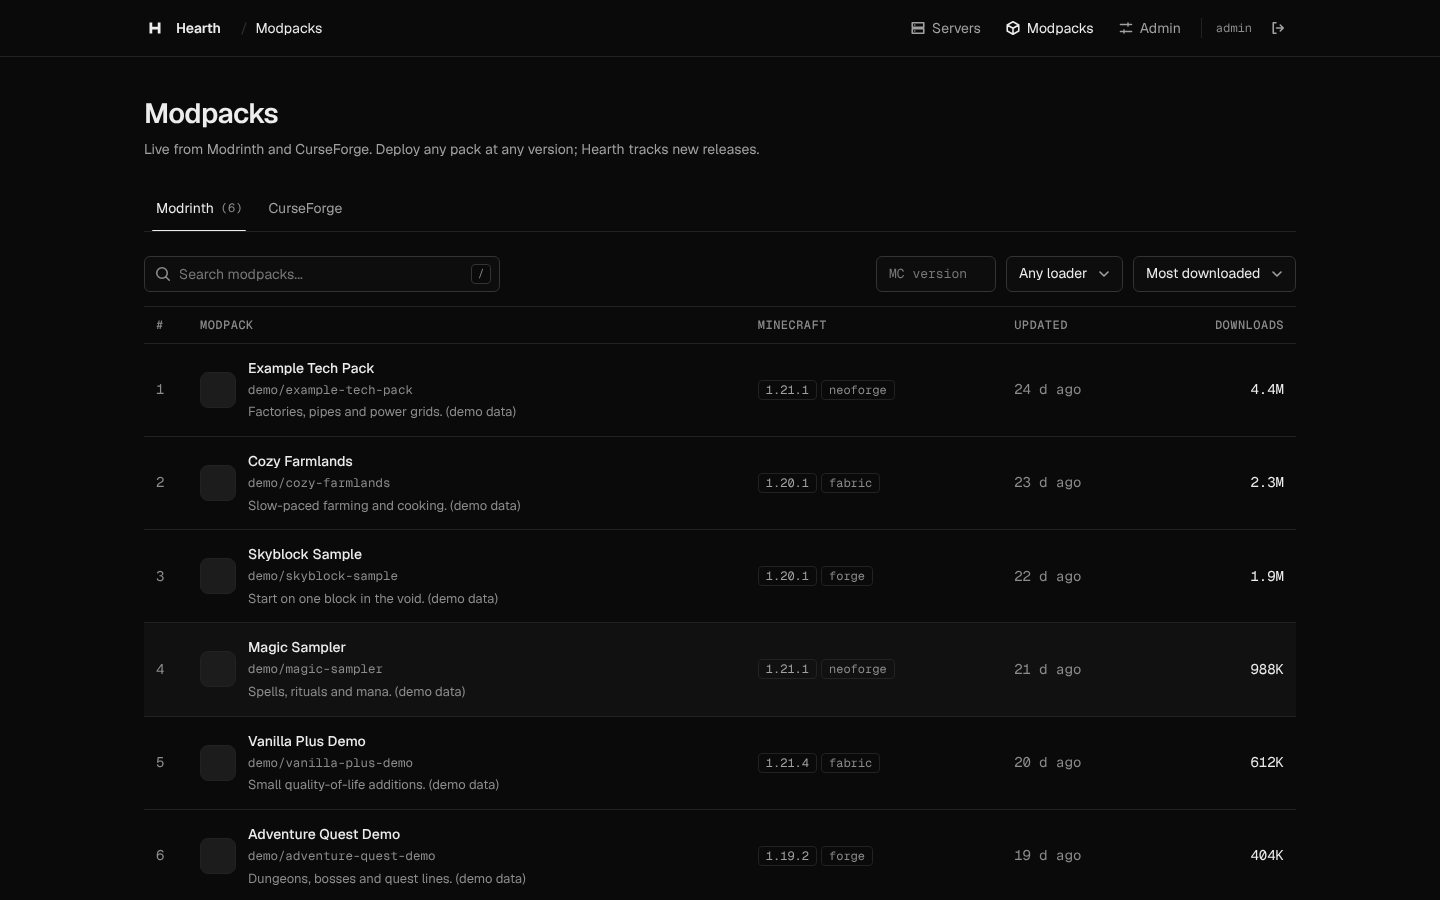 H Hearth / Modpacks Servers Modpacks Admin admin
Modpacks
Live from Modrinth and CurseForge. Deploy any pack at any version; Hearth tracks new releases.
Modrinth (6) CurseForge
Search modpacks... / MC version Any loader Most downloaded
# MODPACK MINECRAFT UPDATED DOWNLOADS
Example Tech Pack
1 demo/example-tech-pack 1.21.1 neoforge 24 d ago 4.4M
Factories, pipes and power grids. (demo data)
Cozy Farmlands
2 demo/cozy-farmlands 1.20.1 fabric 23 d ago 2.3M
Slow-paced farming and cooking. (demo data)
Skyblock Sample
3 demo/skyblock-sample 1.20.1 forge 22 d ago 1.9M
Start on one block in the void. (demo data)
Magic Sampler
4 demo/magic-sampler 1.21.1 neoforge 21 d ago 988K
Spells, rituals and mana. (demo data)
Vanilla Plus Demo
5 demo/vanilla-plus-demo 1.21.4 fabric 20 d ago 612K
Small quality-of-life additions. (demo data)
Adventure Quest Demo
6 demo/adventure-quest-demo 1.19.2 forge 19 d ago 404K
Dungeons, bosses and quest lines. (demo data)